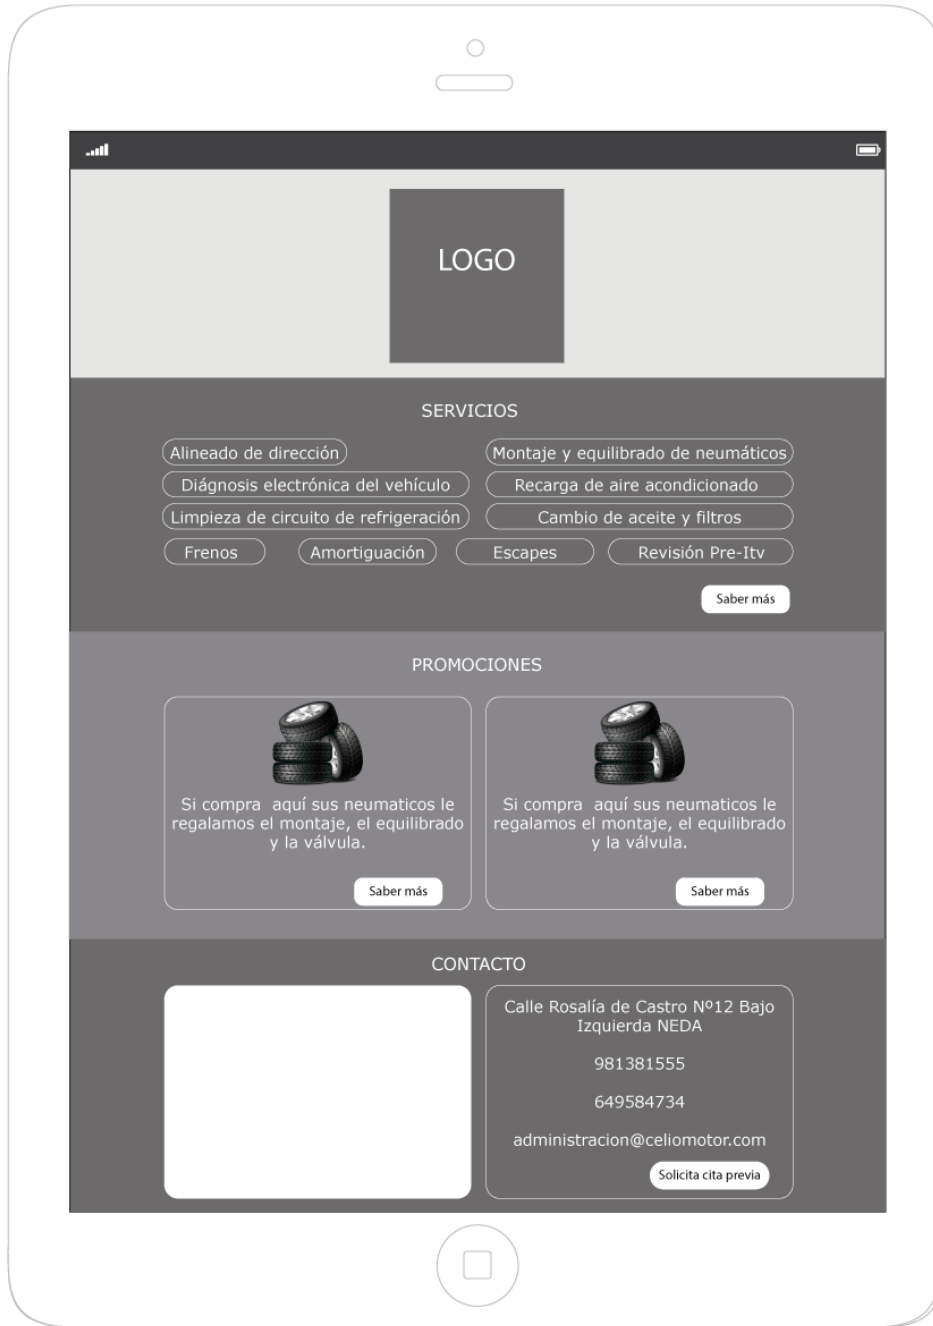 LOGO
SERVICIOS
Alineado de dirección
Montaje y equilibrado de neumáticos
Diágnosis electrónica del vehículo
Recarga de aire acondicionado
Limpieza de circuito de refrigeración
Cambio de aceite y filtros
Frenos
Amortiguación
Escapes
Revisión Pre-Itv
Saber más
PROMOCIONES
Si compra  aquí sus neumaticos le
regalamos el montaje, el equilibrado
y la válvula.
Saber más
Si compra  aquí sus neumaticos le
regalamos el montaje, el equilibrado
y la válvula.
Saber más
CONTACTO
Calle Rosalía de Castro Nº12 Bajo
Izquierda NEDA
981381555
649584734
administracion@celiomotor.com
Solicita cita previa